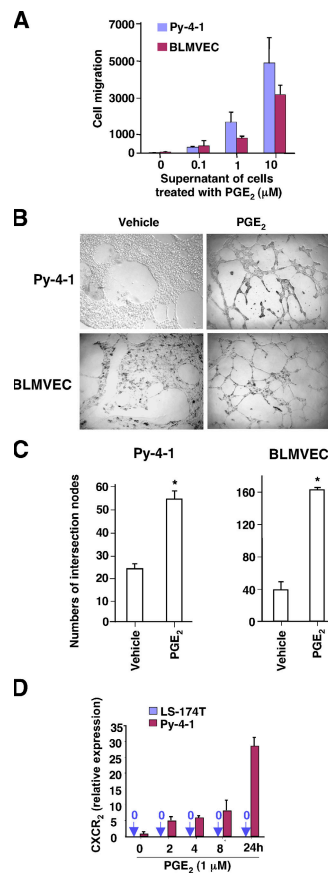 A
Py-4-1
BLMVEC
Cell migration
7000
5000
3000
1000
0
0 0.1 1 10
Supernatant of cells
treated with PGE₂ (μM)
B
Vehicle PGE₂
Py-4-1
BLMVEC
C
Py-4-1 BLMVEC
Numbers of intersection nodes
60
50
40
30
20
10
0
*
Vehicle
PGE₂
160
120
80
40
0
*
Vehicle
PGE₂
D
LS-174T
Py-4-1
CXCR₂ (relative expression)
35
30
25
20
15
10
5
0
0 0 0 0 0
0 2 4 8 24h
PGE₂ (1 μM)